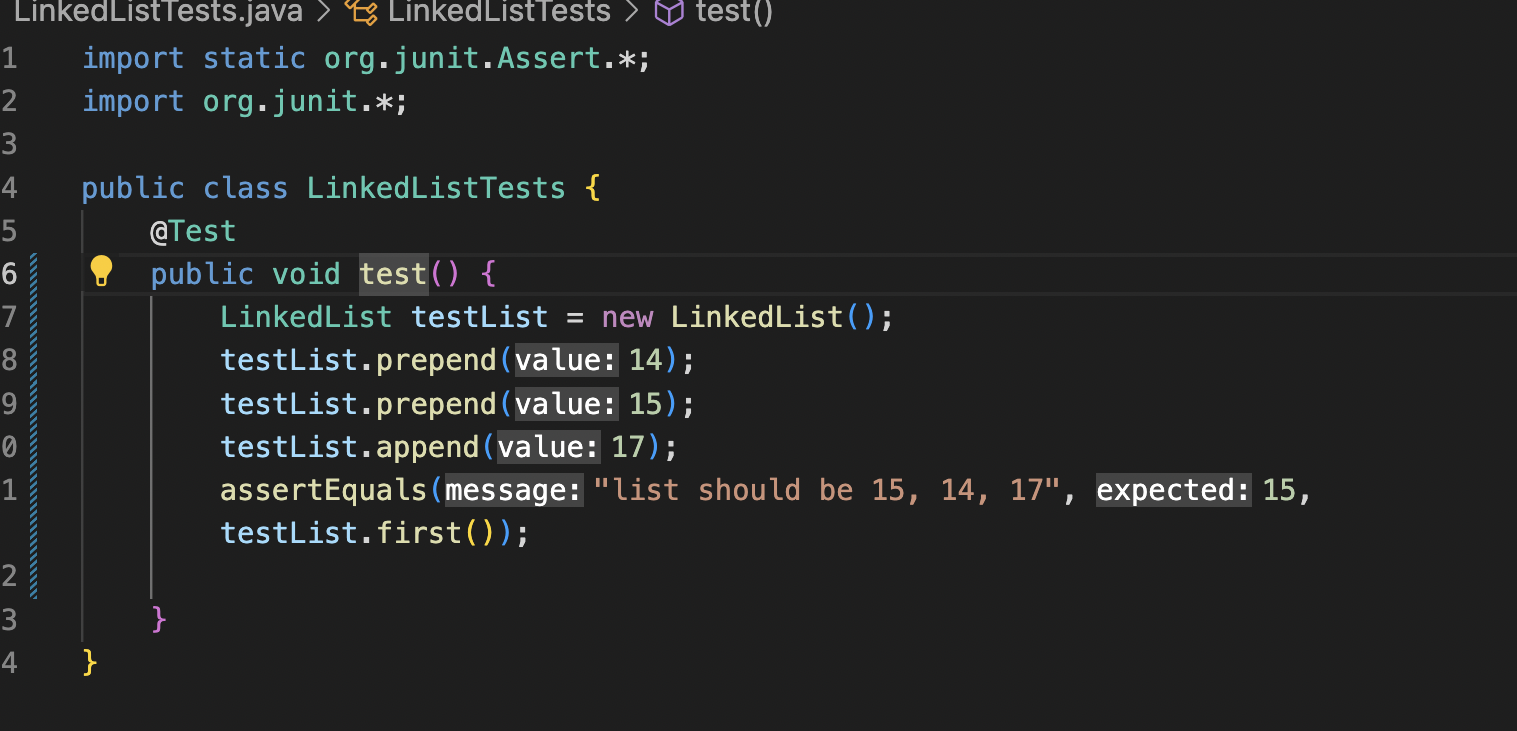 LinkedListTests.java > LinkedListTests > test()
1 import static org.junit.Assert.*;
2 import org.junit.*;
3
4 public class LinkedListTests {
5 @Test
6 public void test() {
7 LinkedList testList = new LinkedList();
8 testList.prepend(value: 14);
9 testList.prepend(value: 15);
0 testList.append(value: 17);
1 assertEquals(message: "list should be 15, 14, 17", expected: 15,
testList.first());
2
3 }
4 }